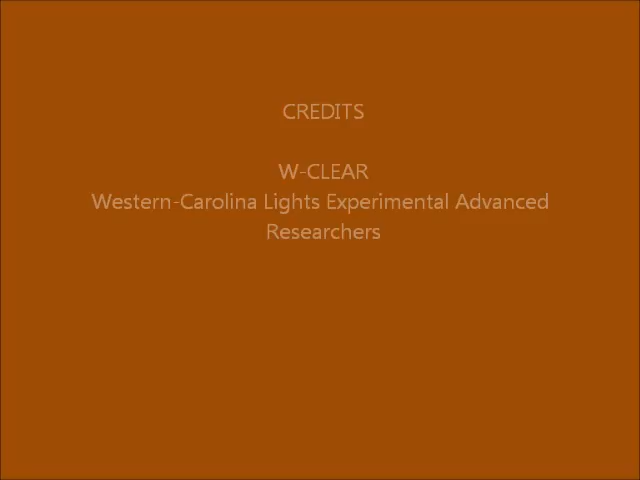 CREDITS
W-CLEAR
Western-Carolina Lights Experimental Advanced
Researchers